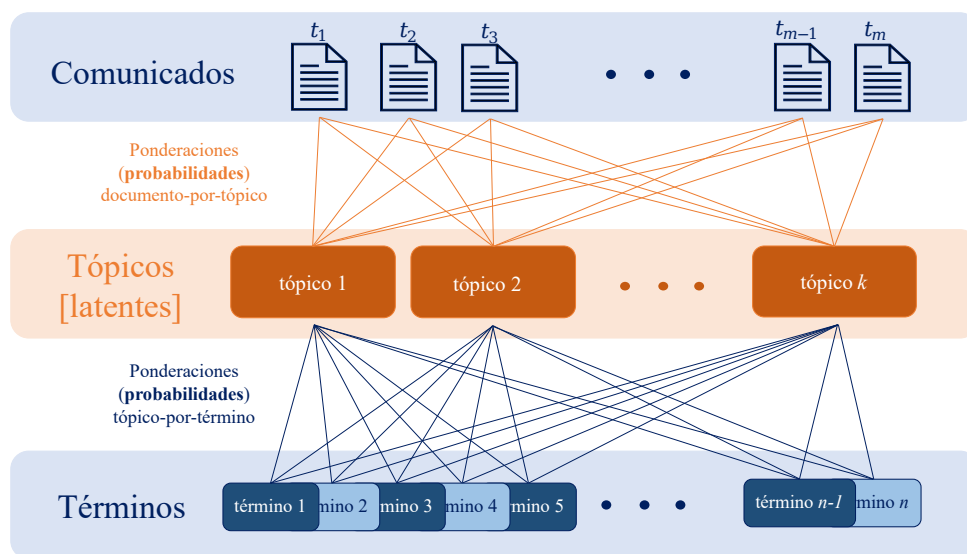 t₁ t₂ t₃ tₘ₋₁ tₘ
Comunicados
Ponderaciones
(probabilidades)
documento-por-tópico
Tópicos
[latentes]
tópico 1
tópico 2
tópico k
Ponderaciones
(probabilidades)
tópico-por-término
Términos
término 1
mino 2
mino 3
mino 4
mino 5
término n-1
mino n